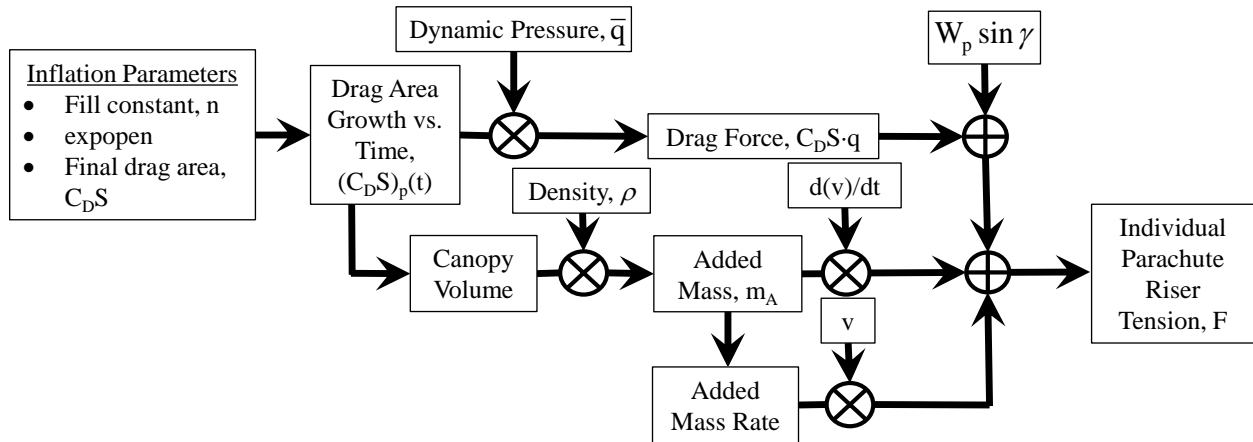 Dynamic Pressure, q̅
W_p sin γ
Inflation Parameters
• Fill constant, n
• expopen
• Final drag area,
C_DS
Drag Area
Growth vs.
Time,
(C_DS)_p(t)
Drag Force, C_DS·q
Density, ρ
d(v)/dt
Canopy
Volume
Added
Mass, m_A
Individual
Parachute
Riser
Tension, F
v
Added
Mass Rate